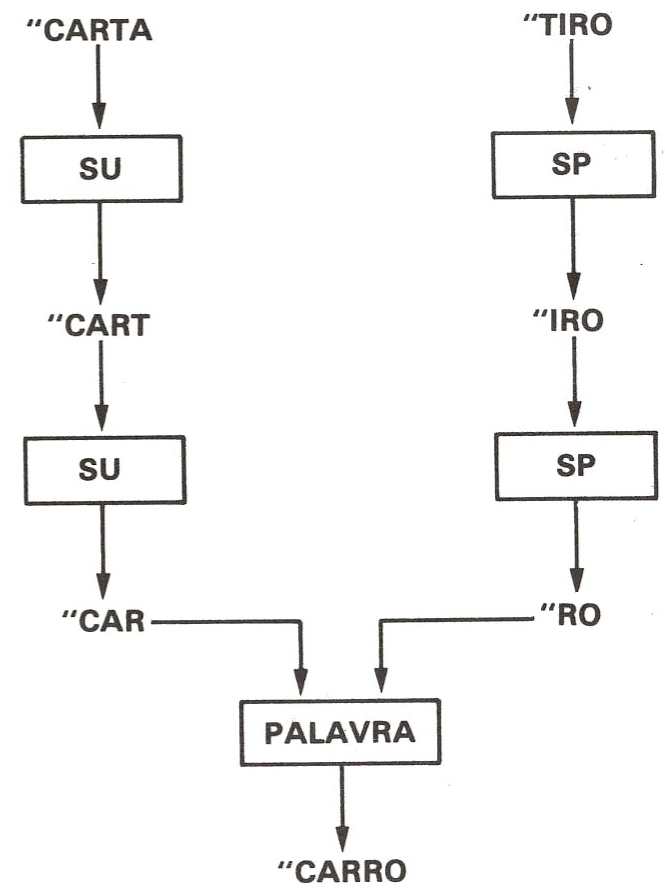 “CARTA
“TIRO
SU
SP
“CART
“IRO
SU
SP
“CAR
“RO
PALAVRA
“CARRO